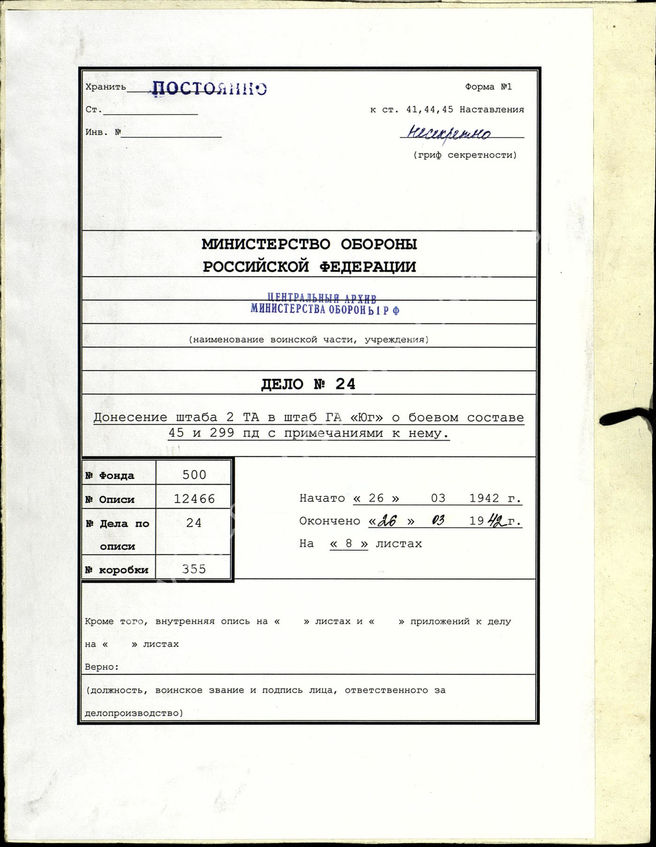 Хранить ПОСТОЯННО
Форма №1
Ст.
к ст. 41,44,45 Наставления
Инв. №
Несекретно
(гриф секретности)
МИНИСТЕРСТВО ОБОРОНЫ
РОССИЙСКОЙ ФЕДЕРАЦИИ
ЦЕНТРАЛЬНЫЙ АРХИВ
МИНИСТЕРСТВА ОБОРОНЫ РФ
(наименование воинской части, учреждения)
ДЕЛО № 24
Донесение штаба 2 ТА в штаб ГА «Юг» о боевом составе
45 и 299 пд с примечаниями к нему.
№ Фонда 500
№ Описи 12466
№ Дела по описи 24
№ коробки 355
Начато « 26 » 03 1942 г.
Окончено «26 » 03 1942 г.
На « 8 » листах
Кроме того, внутренняя опись на « » листах и « » приложений к делу
на « » листах
Верно:
(должность, воинское звание и подпись лица, ответственного за
делопроизводство)